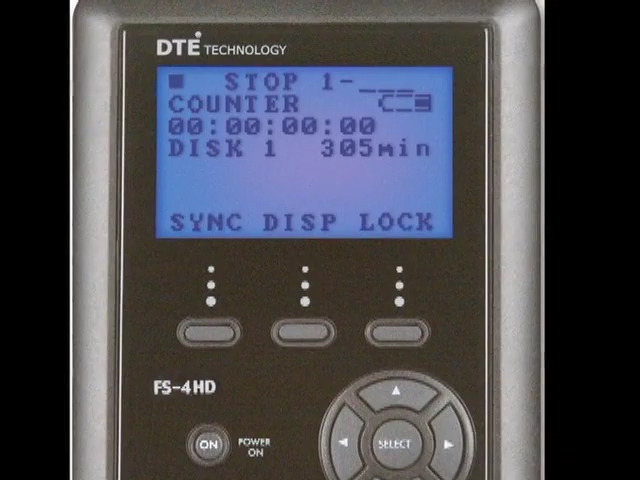 DTE TECHNOLOGY
STOP 1-___
COUNTER
00:00:00:00
DISK 1 305min
SYNC DISP LOCK
FS-4HD
ON POWER ON
SELECT